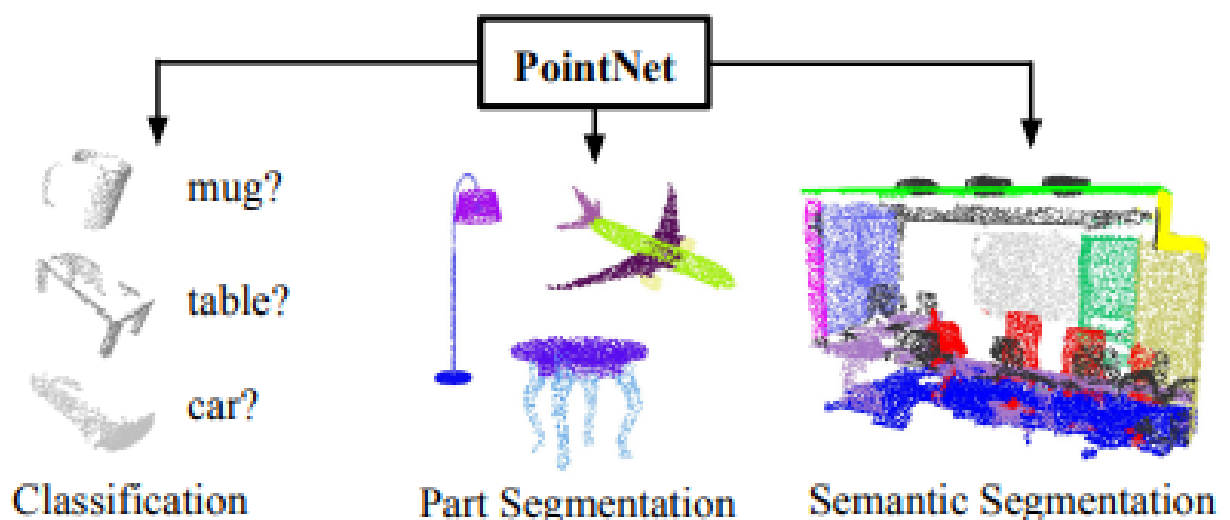 PointNet
mug?
table?
car?
Classification
Part Segmentation
Semantic Segmentation